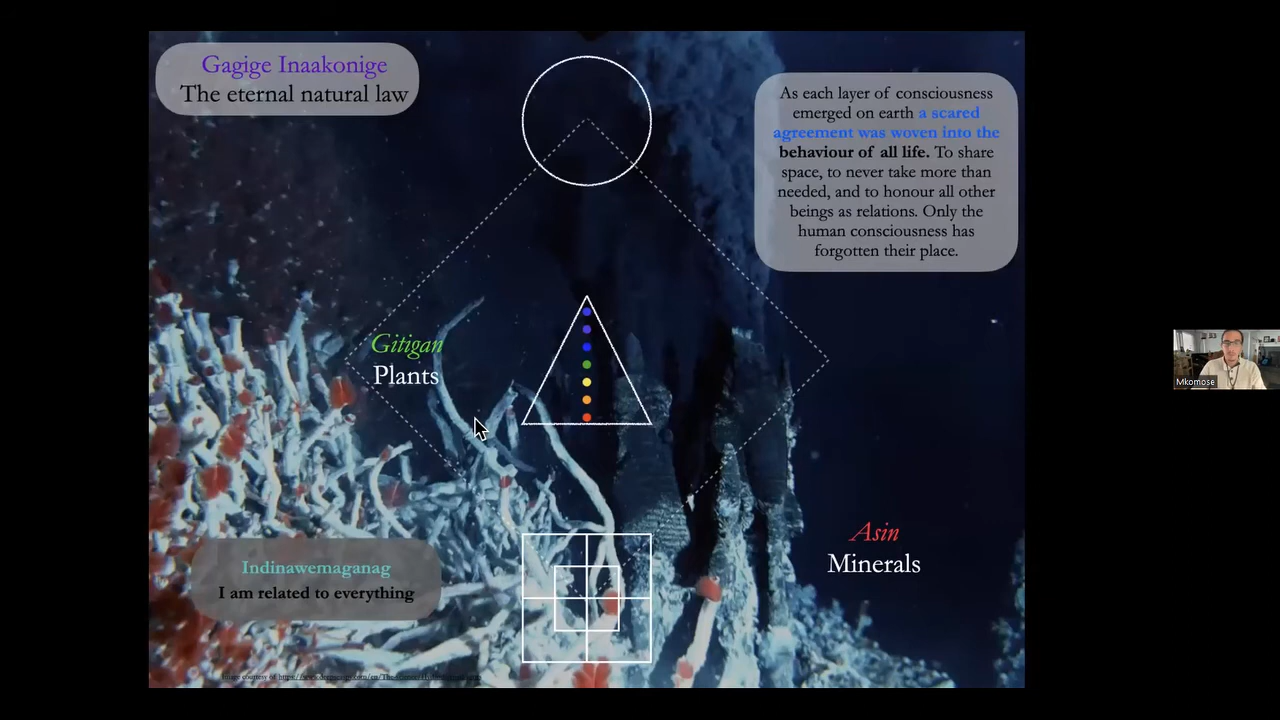 Gagige Inaakonige
The eternal natural law
As each layer of consciousness
emerged on earth a scared
agreement was woven into the
behaviour of all life. To share
space, to never take more than
needed, and to honour all other
beings as relations. Only the
human consciousness has
forgotten their place.
Gitigan
Plants
Mkomose
Asin
Minerals
Indinawemaganag
I am related to everything
Image courtesy of